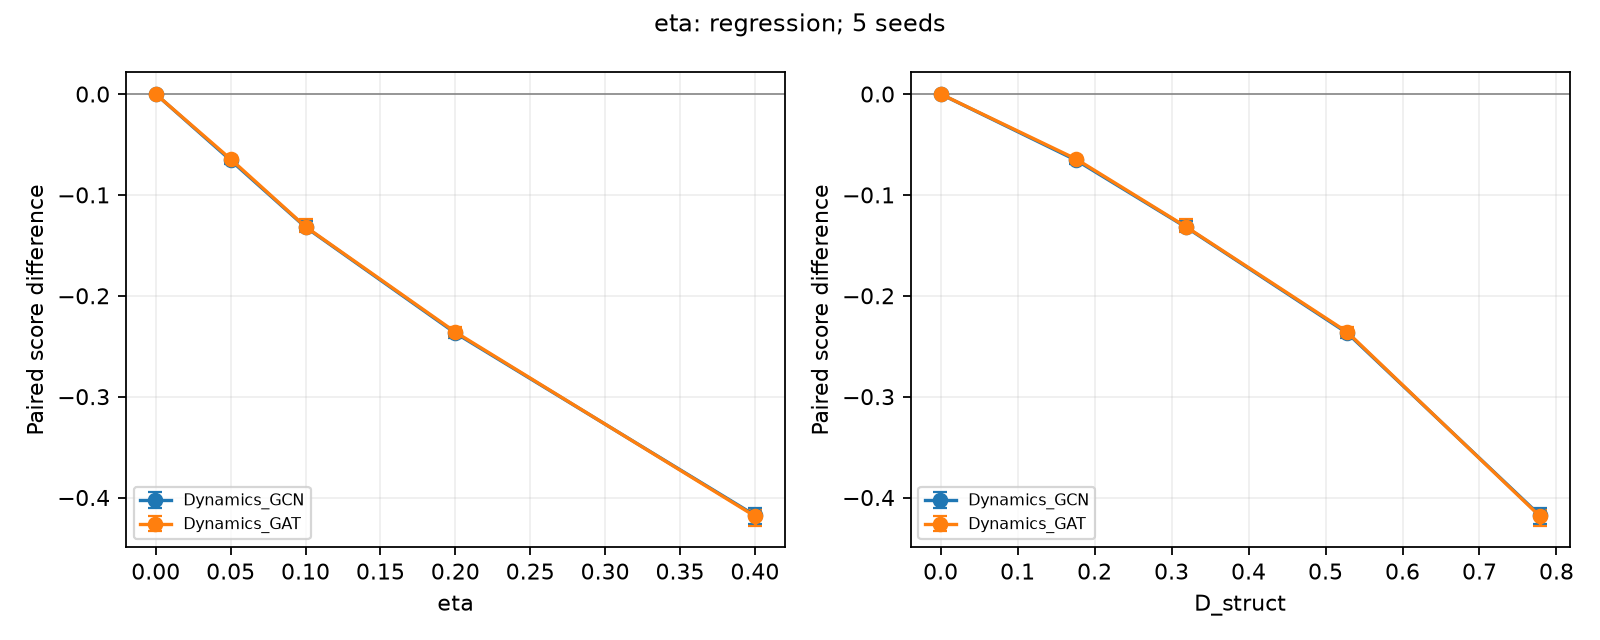 eta: regression; 5 seeds
Paired score difference
0.0
−0.1
−0.2
−0.3
−0.4
Dynamics_GCN
Dynamics_GAT
0.00 0.05 0.10 0.15 0.20 0.25 0.30 0.35 0.40
eta
Paired score difference
0.0
−0.1
−0.2
−0.3
−0.4
Dynamics_GCN
Dynamics_GAT
0.0 0.1 0.2 0.3 0.4 0.5 0.6 0.7 0.8
D_struct